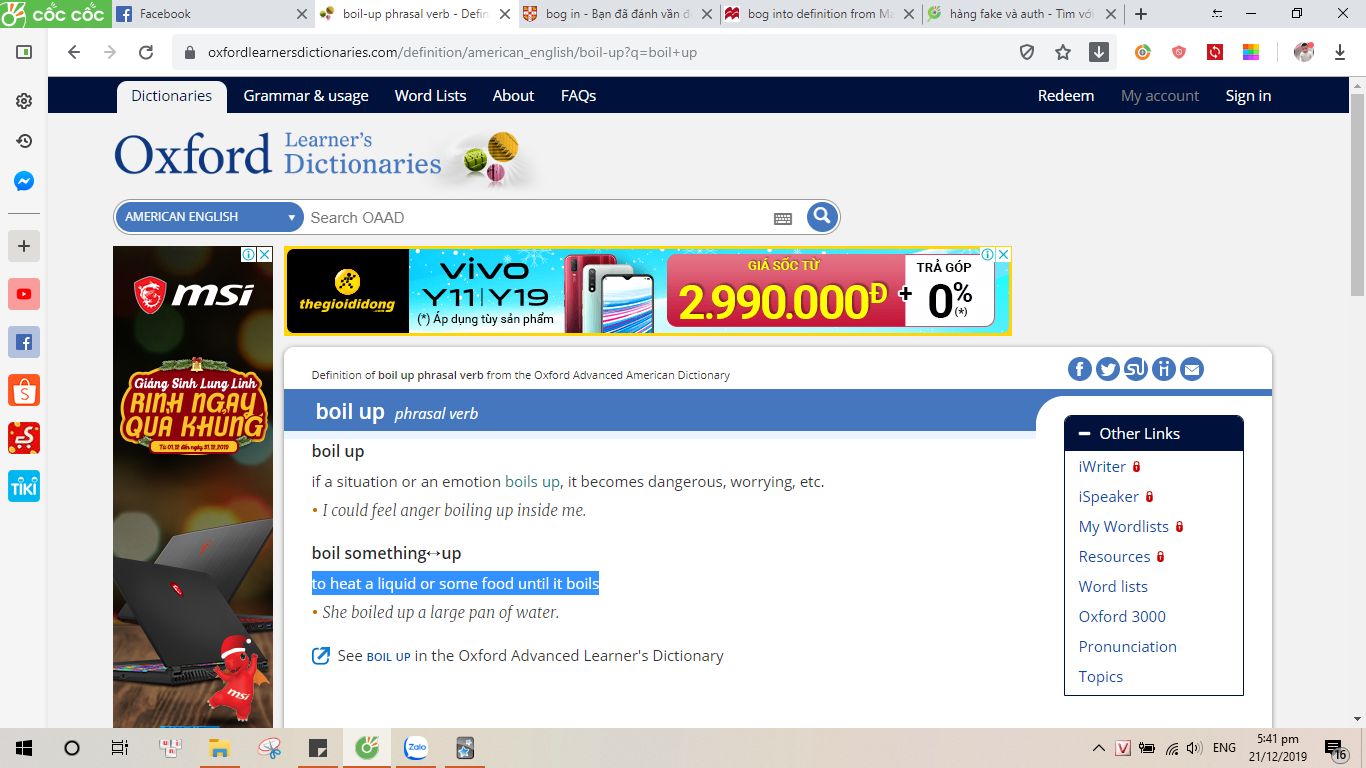 cốc cốc
Facebook
boil-up phrasal verb - Defin
bog in - Bạn đã đánh vần đ
bog into definition from Ma
hàng fake và auth - Tìm với
oxfordlearnersdictionaries.com/definition/american_english/boil-up?q=boil+up
Dictionaries Grammar & usage Word Lists About FAQs Redeem My account Sign in
Oxford Learner's Dictionaries
AMERICAN ENGLISH Search OAAD
msi
Giáng Sinh Lung Linh
RINH NGAY
QUÀ KHỦNG
Từ 01.12 đến ngày 31.12.2019
msi
thegioididong
.com
vivo
Y11|Y19
(*) Áp dụng tùy sản phẩm
GIÁ SỐC TỪ
2.990.000Đ
+
TRẢ GÓP
0%
(*)
Definition of boil up phrasal verb from the Oxford Advanced American Dictionary
boil up phrasal verb
boil up
if a situation or an emotion boils up, it becomes dangerous, worrying, etc.
• I could feel anger boiling up inside me.
boil something↔up
to heat a liquid or some food until it boils
• She boiled up a large pan of water.
See BOIL UP in the Oxford Advanced Learner's Dictionary
Other Links
iWriter
iSpeaker
My Wordlists
Resources
Word lists
Oxford 3000
Pronunciation
Topics
TIKI
Zalo
V
ENG
5:41 pm
21/12/2019
16